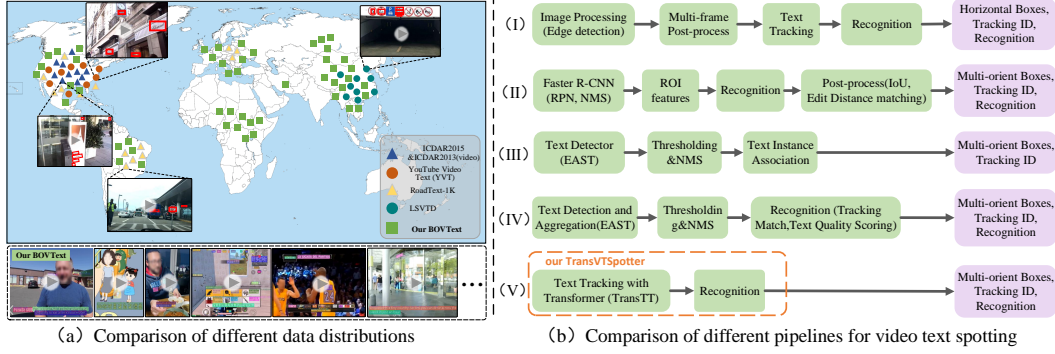 ICDAR2015
&ICDAR2013(video)
YouTube Video
Text (YVT)
RoadText-1K
LSVTD
Our BOVText
Our BOVText
(a) Comparison of different data distributions
(I)
Image Processing
(Edge detection)
Multi-frame
Post-process
Text
Tracking
Recognition
Horizontal Boxes,
Tracking ID,
Recognition
(II)
Faster R-CNN
(RPN, NMS)
ROI
features
Recognition
Post-process(IoU,
Edit Distance matching)
Multi-orient Boxes,
Tracking ID,
Recognition
(III)
Text Detector
(EAST)
Thresholding
&NMS
Text Instance
Association
Multi-orient Boxes,
Tracking ID
(IV)
Text Detection and
Aggregation(EAST)
Thresholdin
g&NMS
Recognition (Tracking
Match,Text Quality Scoring)
Multi-orient Boxes,
Tracking ID,
Recognition
our TransVTSpotter
(V)
Text Tracking with
Transformer (TransTT)
Recognition
Multi-orient Boxes,
Tracking ID,
Recognition
(b) Comparison of different pipelines for video text spotting